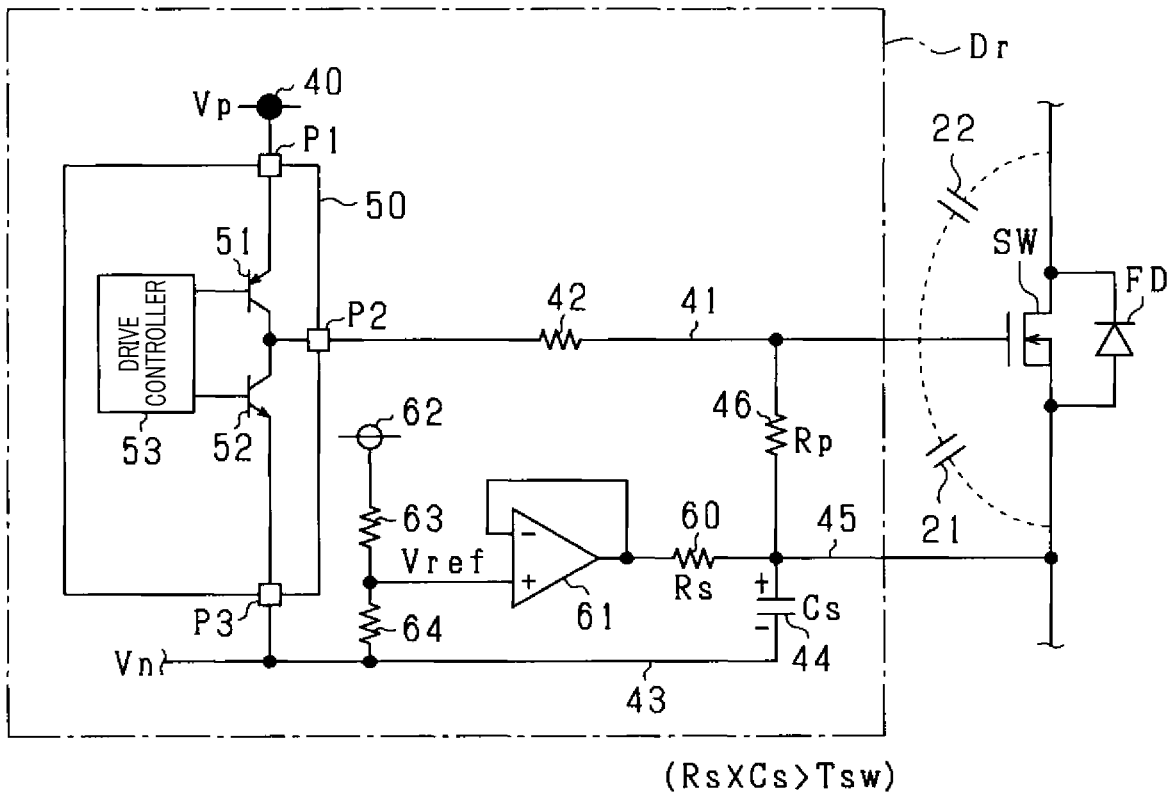 Dr
40
Vp
P1
22
50
SW
51
FD
DRIVE
CONTROLLER
P2
42
41
53
52
62
46
Rp
21
63
60
45
Vref
-
+
Rs
+
Cs
-
61
P3
64
44
Vn
43
(RsXCs>Tsw)